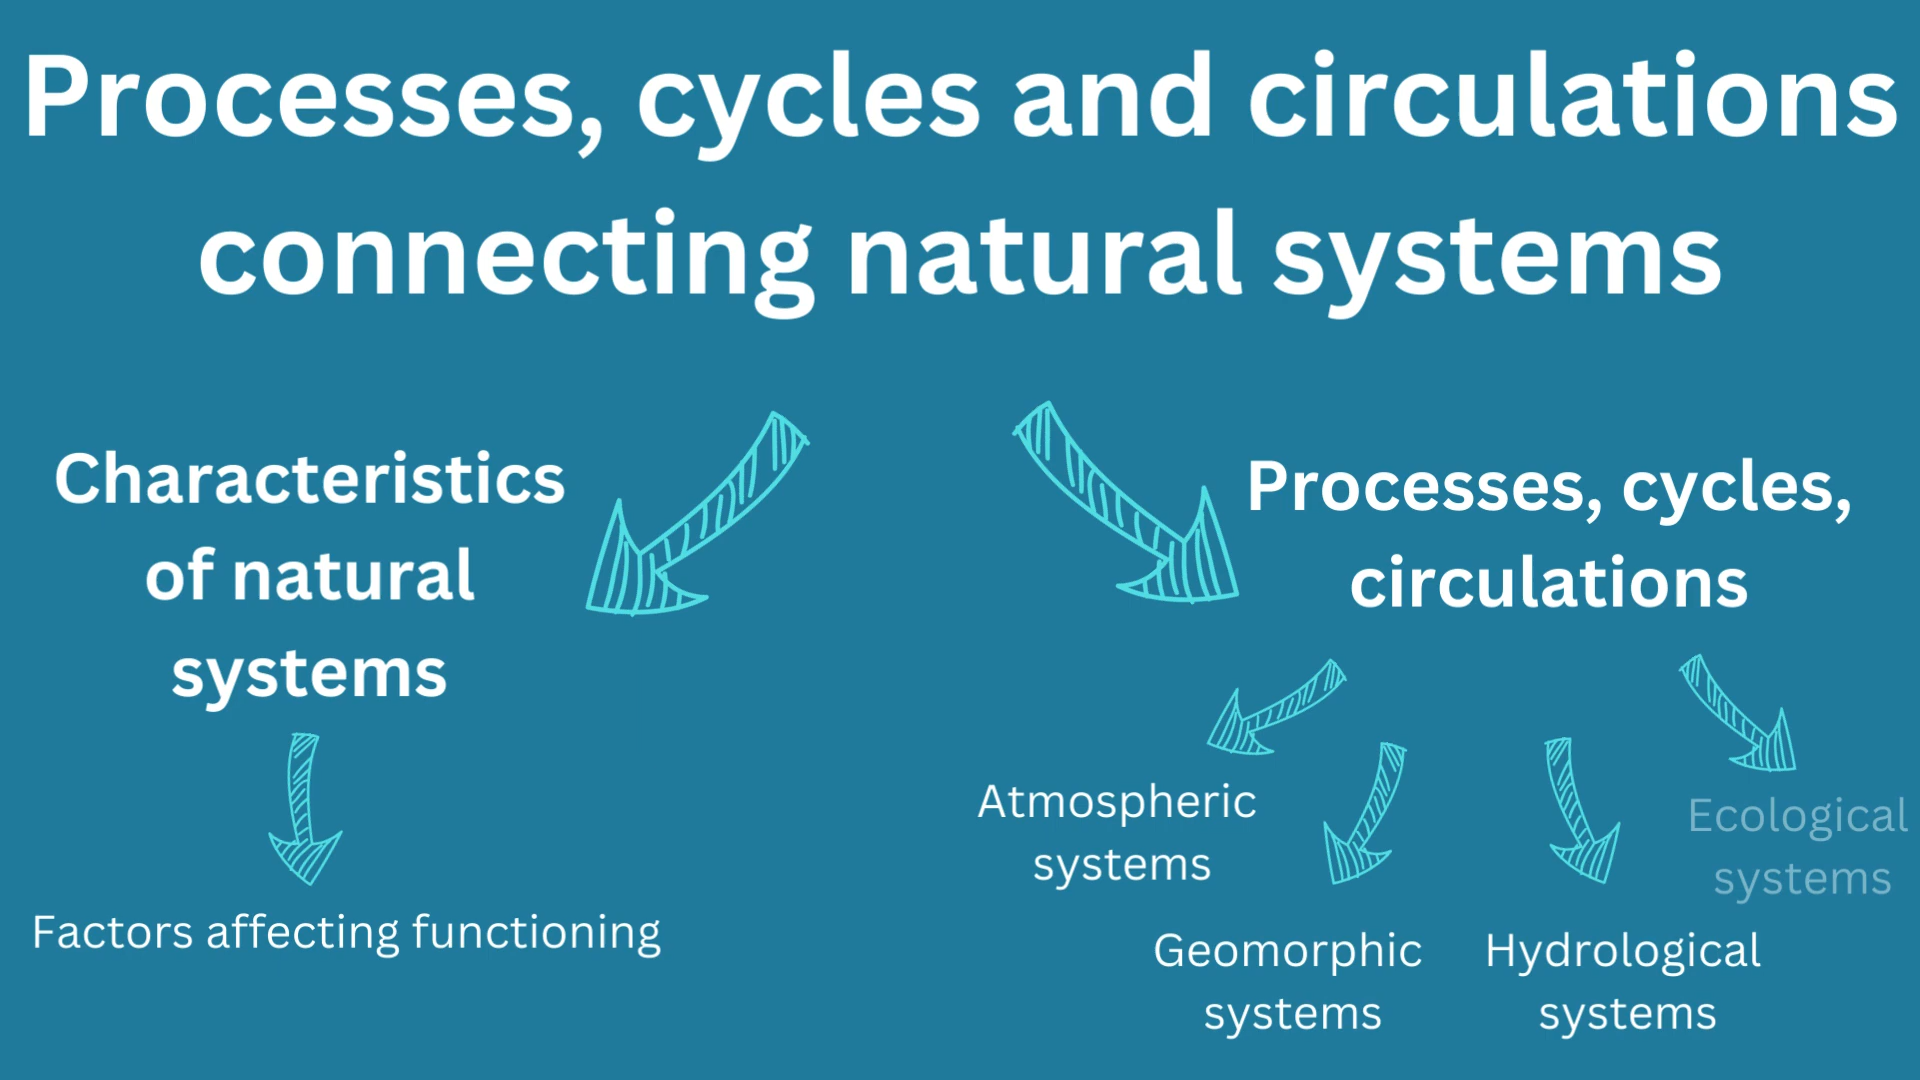 Processes, cycles and circulations
connecting natural systems
Characteristics
of natural
systems
Factors affecting functioning
Processes, cycles,
circulations
Atmospheric
systems
Geomorphic
systems
Hydrological
systems
Ecological
systems